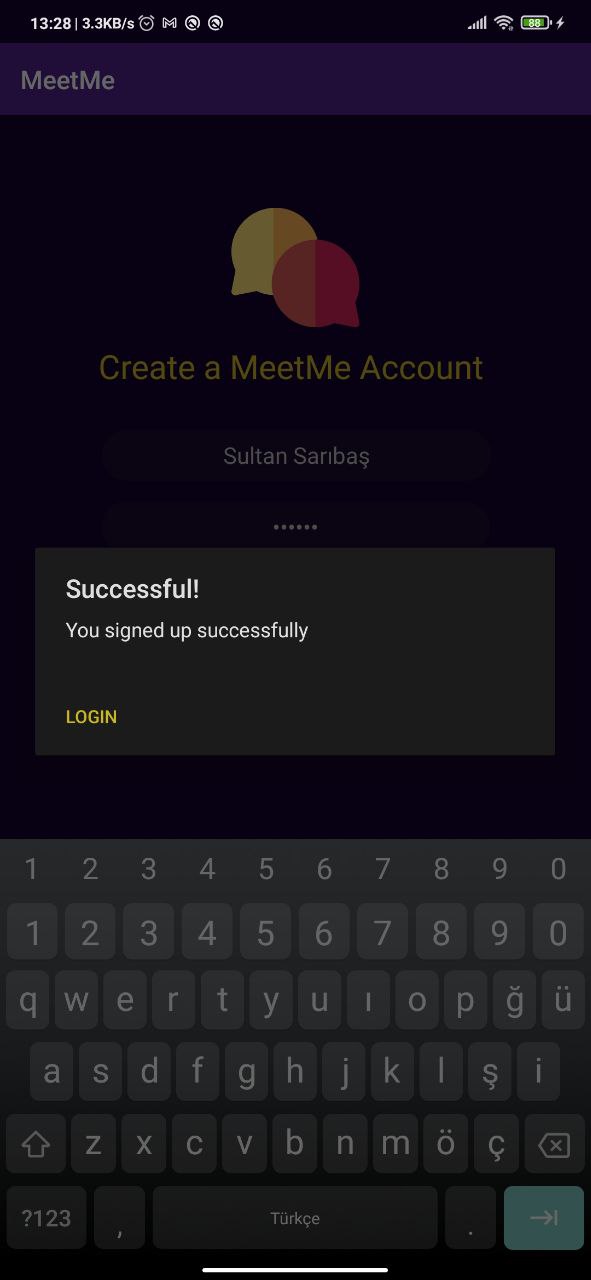 13:28 | 3.3KB/s 88
MeetMe
Create a MeetMe Account
Sultan Sarıbaş
••••••
Successful!
You signed up successfully
LOGIN
1 2 3 4 5 6 7 8 9 0
1 2 3 4 5 6 7 8 9 0
q w e r t y u ı o p ğ ü
a s d f g h j k l ş i
z x c v b n m ö ç
?123 , Türkçe .